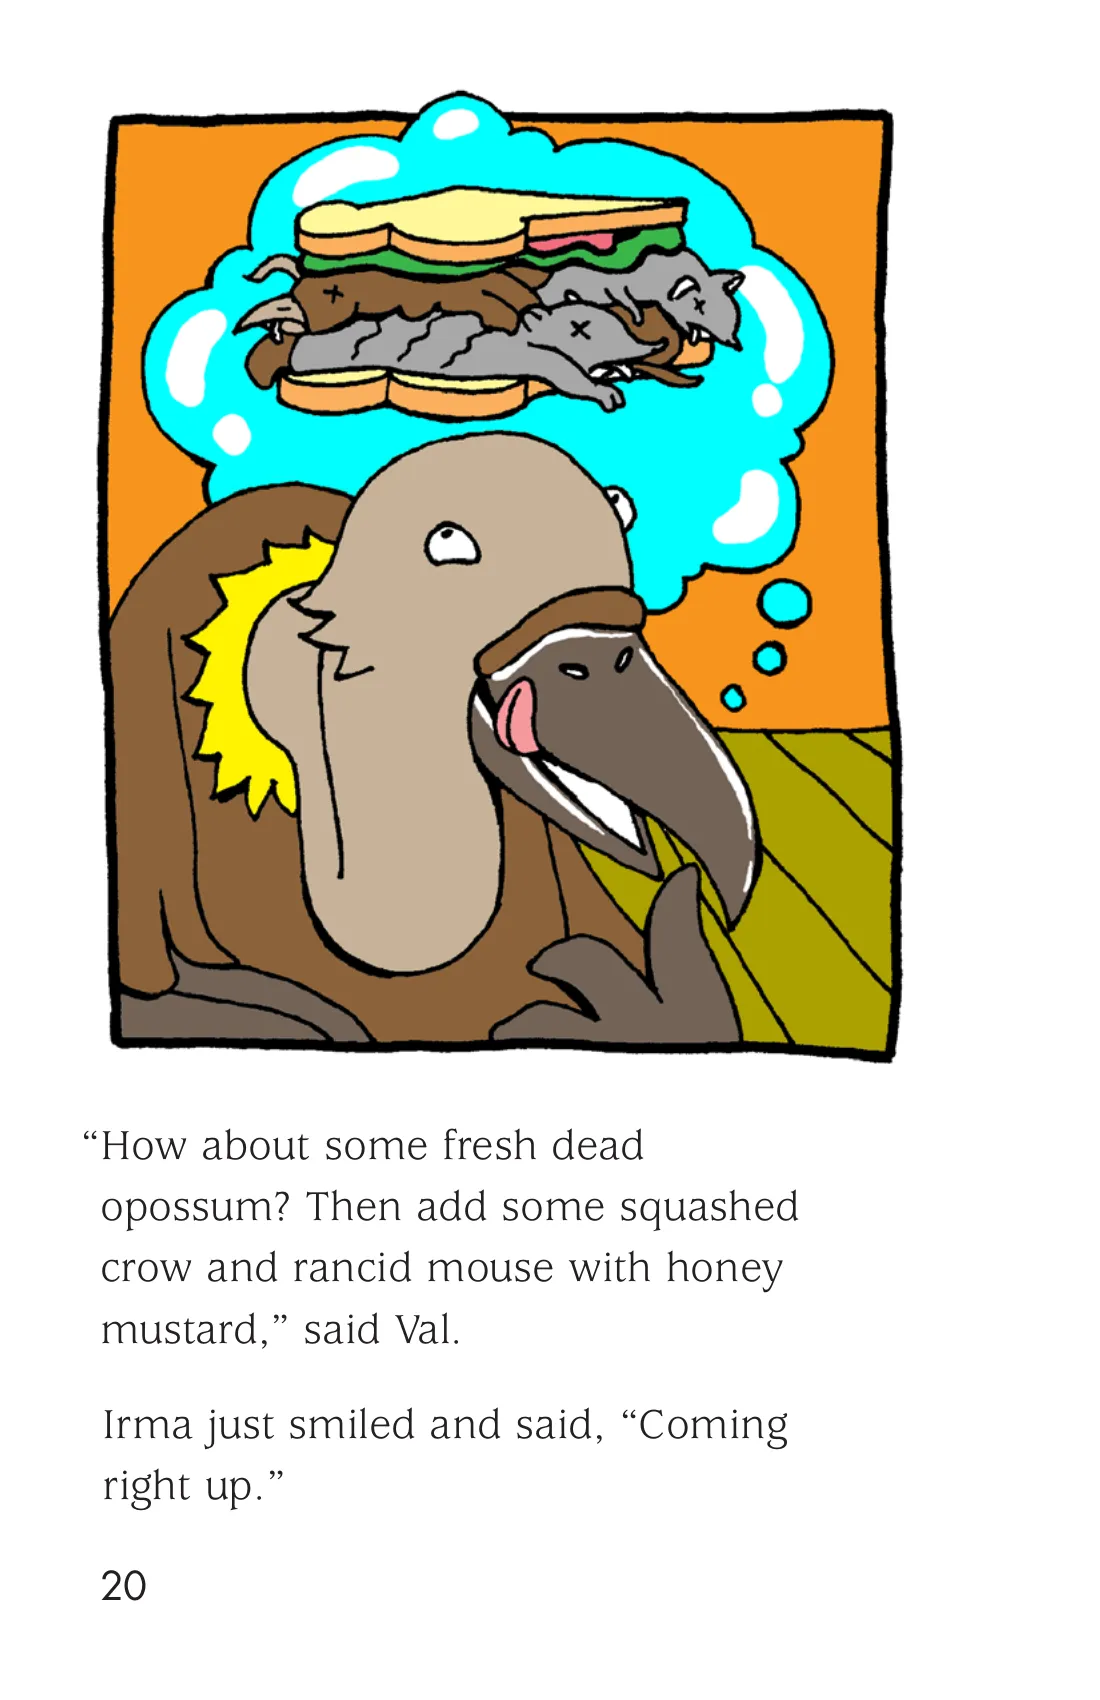 “How about some fresh dead
opossum? Then add some squashed
crow and rancid mouse with honey
mustard,” said Val.
Irma just smiled and said, “Coming
right up.”
20